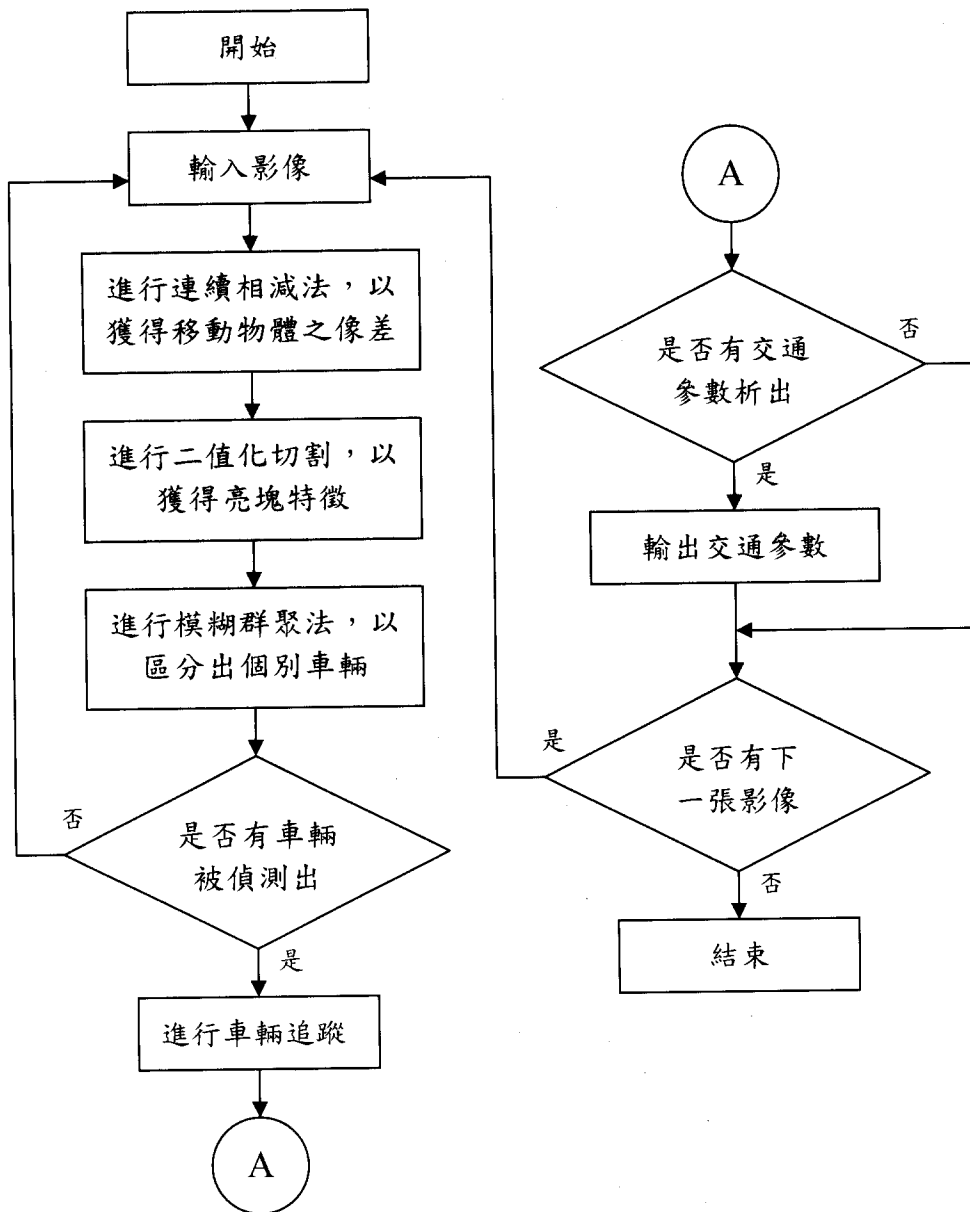 開始
輸入影像
進行連續相減法，以
獲得移動物體之像差
進行二值化切割，以
獲得亮塊特徵
進行模糊群聚法，以
區分出個別車輛
否
是否有車輛
被偵測出
是
進行車輛追蹤
A
A
是否有交通
參數析出
否
是
輸出交通參數
是
是否有下
一張影像
否
結束